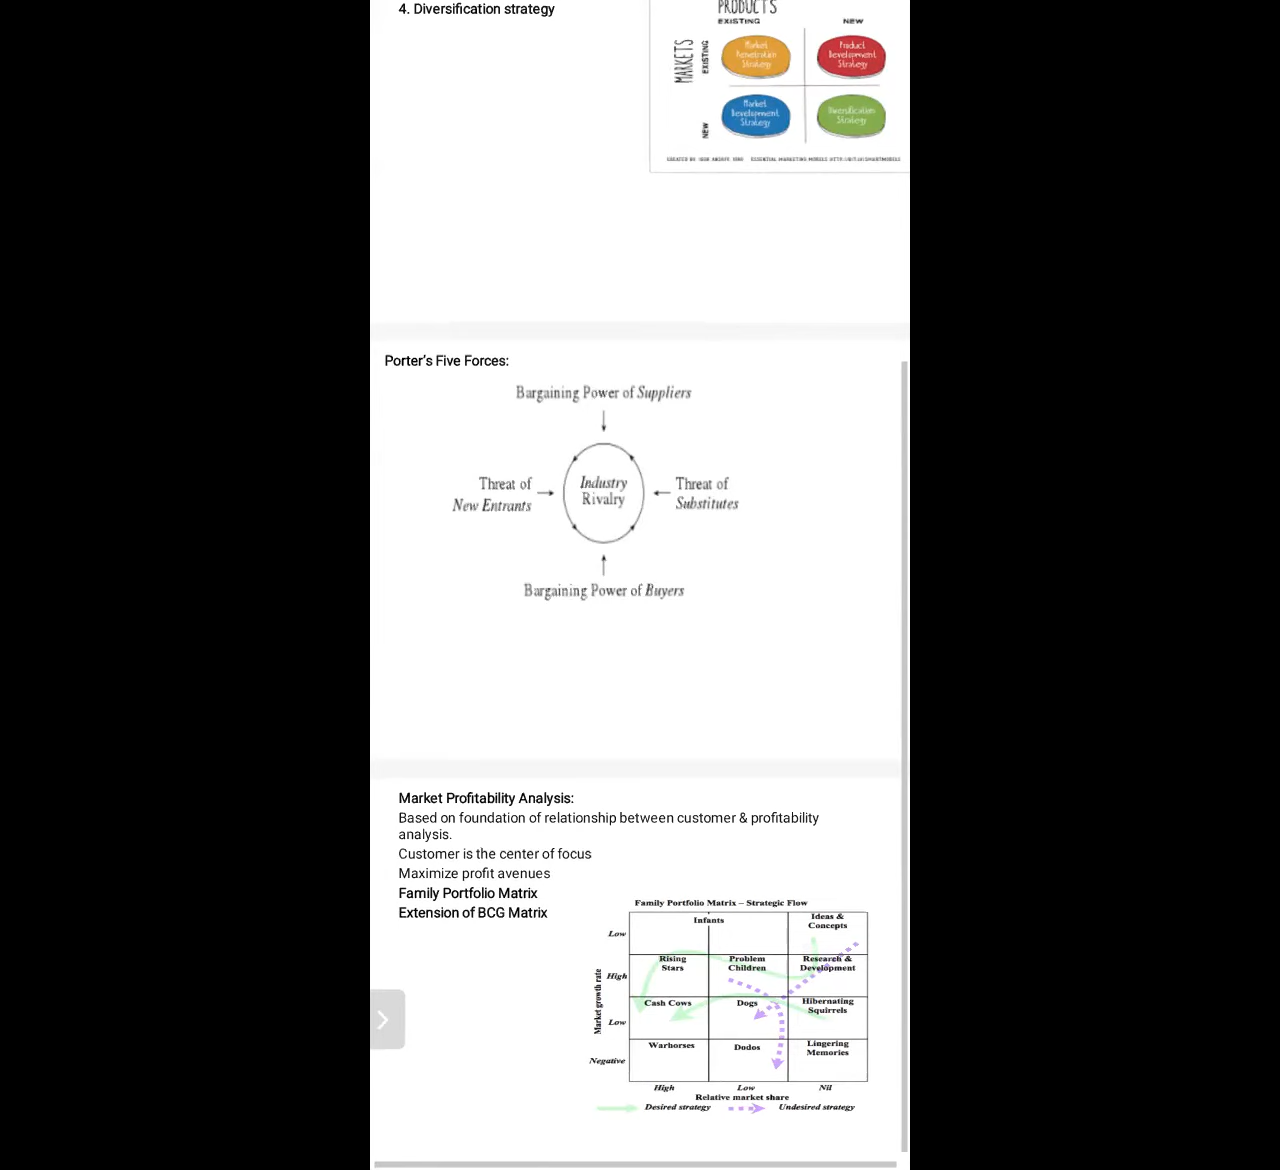 4. Diversification strategy
PRODUCTS
EXISTING NEW
MARKETS
EXISTING
NEW
Market
Penetration
Strategy
Product
Development
Strategy
Market
Development
Strategy
Diversification
Strategy
Porter's Five Forces:
Bargaining Power of Suppliers
Threat of
New Entrants
Industry
Rivalry
Threat of
Substitutes
Bargaining Power of Buyers
Market Profitability Analysis:
Based on foundation of relationship between customer & profitability
analysis.
Customer is the center of focus
Maximize profit avenues
Family Portfolio Matrix
Extension of BCG Matrix
Family Portfolio Matrix – Strategic Flow
Market growth rate
Low
High
Low
Negative
Infants
Ideas &
Concepts
Rising
Stars
Problem
Children
Research &
Development
Cash Cows
Dogs
Hibernating
Squirrels
Warhorses
Dodos
Lingering
Memories
High Low Nil
Relative market share
Desired strategy Undesired strategy